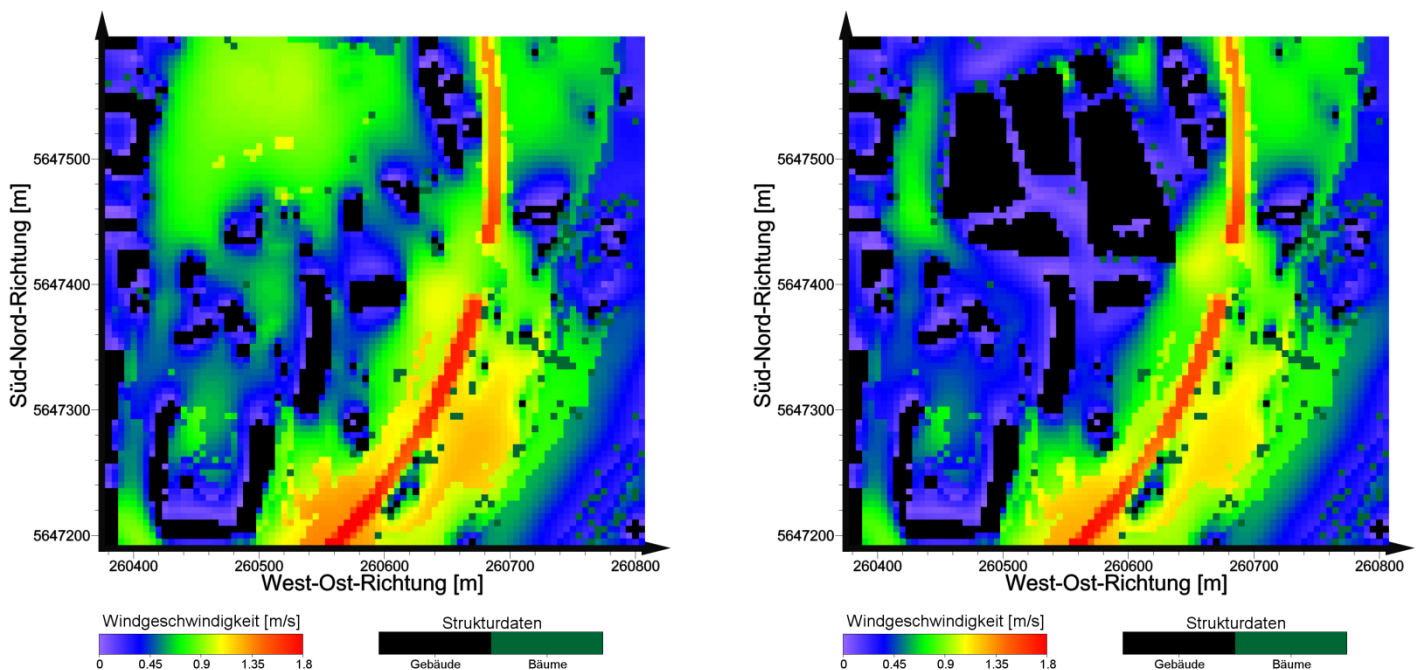 Süd-Nord-Richtung [m]
5647500
5647400
5647300
5647200
260400 260500 260600 260700 260800
West-Ost-Richtung [m]
Windgeschwindigkeit [m/s]
0 0.45 0.9 1.35 1.8
Strukturdaten
Gebäude Bäume
Süd-Nord-Richtung [m]
5647500
5647400
5647300
5647200
260400 260500 260600 260700 260800
West-Ost-Richtung [m]
Windgeschwindigkeit [m/s]
0 0.45 0.9 1.35 1.8
Strukturdaten
Gebäude Bäume